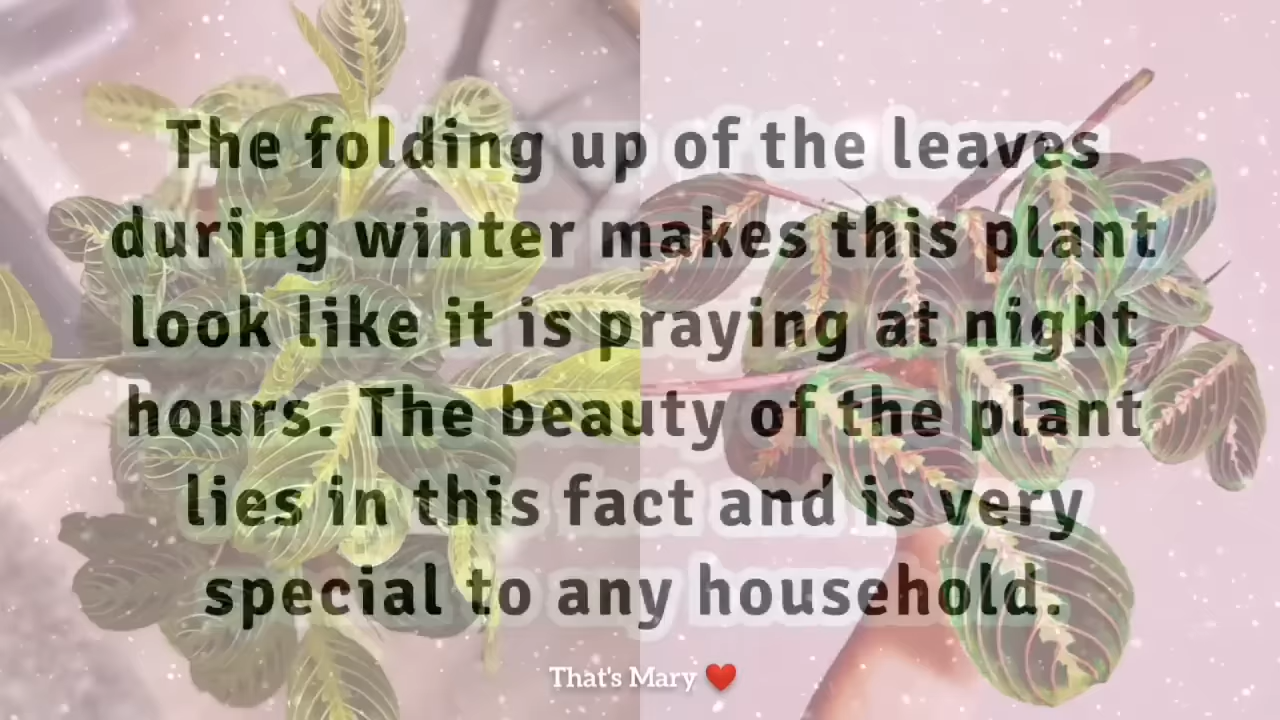 The folding up of the leaves
during winter makes this plant
look like it is praying at night
hours. The beauty of the plant
lies in this fact and is very
special to any household.
That's Mary ❤️